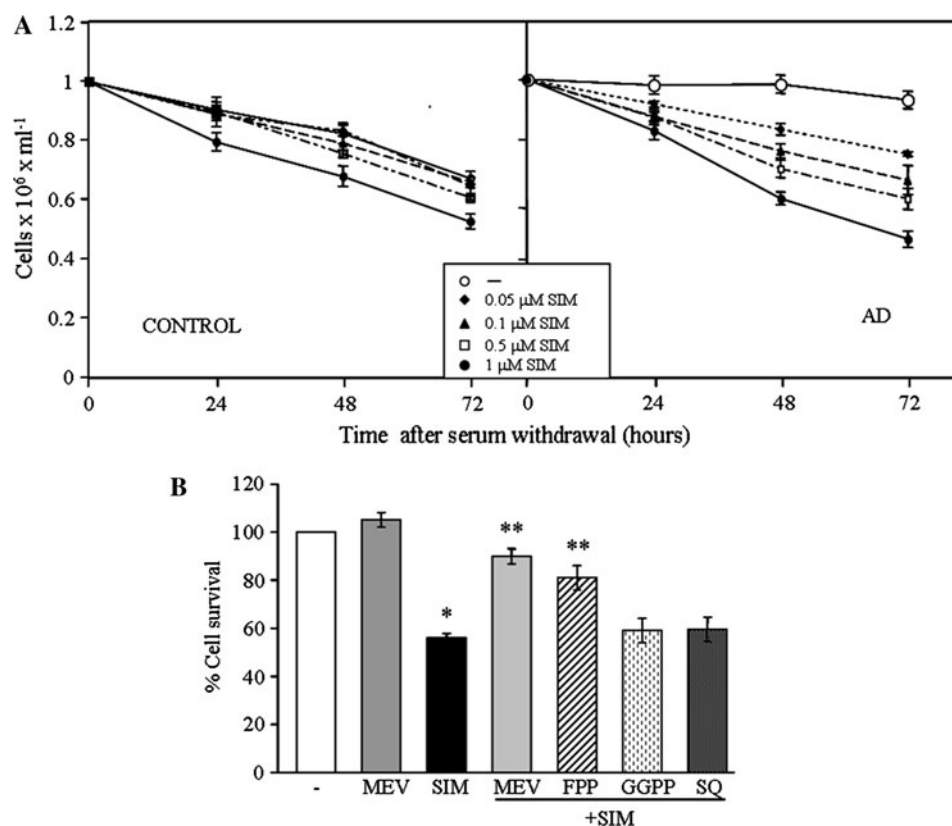 A
1.2
1
0.8
0.6
0.4
0.2
0
Cells x 10⁶ x ml⁻¹
CONTROL
AD
—
0.05 µM SIM
0.1 µM SIM
0.5 µM SIM
1 µM SIM
0 24 48 72 0 24 48 72
Time after serum withdrawal (hours)
B
120
100
80
60
40
20
0
% Cell survival
*
**
**
- MEV SIM MEV FPP GGPP SQ
+SIM